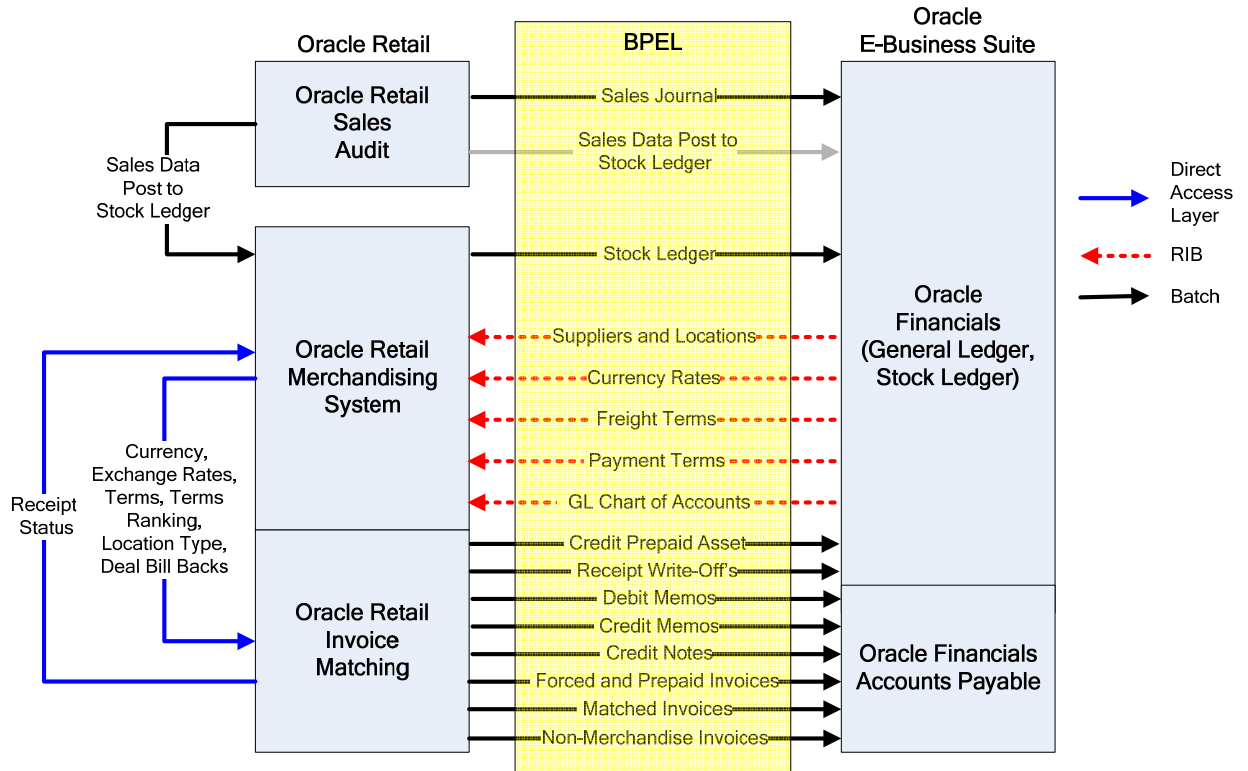 Oracle Retail
BPEL
Oracle
E-Business Suite
Oracle Retail
Sales
Audit
Sales Journal
Sales Data Post to
Stock Ledger
Sales Data
Post to
Stock Ledger
Direct
Access
Layer
RIB
Batch
Stock Ledger
Oracle
Financials
(General Ledger,
Stock Ledger)
Suppliers and Locations
Oracle Retail
Merchandising
System
Currency Rates
Freight Terms
Payment Terms
GL Chart of Accounts
Currency,
Exchange Rates,
Terms, Terms
Ranking,
Location Type,
Deal Bill Backs
Receipt
Status
Credit Prepaid Asset
Receipt Write-Off's
Debit Memos
Credit Memos
Credit Notes
Forced and Prepaid Invoices
Matched Invoices
Non-Merchandise Invoices
Oracle Retail
Invoice
Matching
Oracle Financials
Accounts Payable